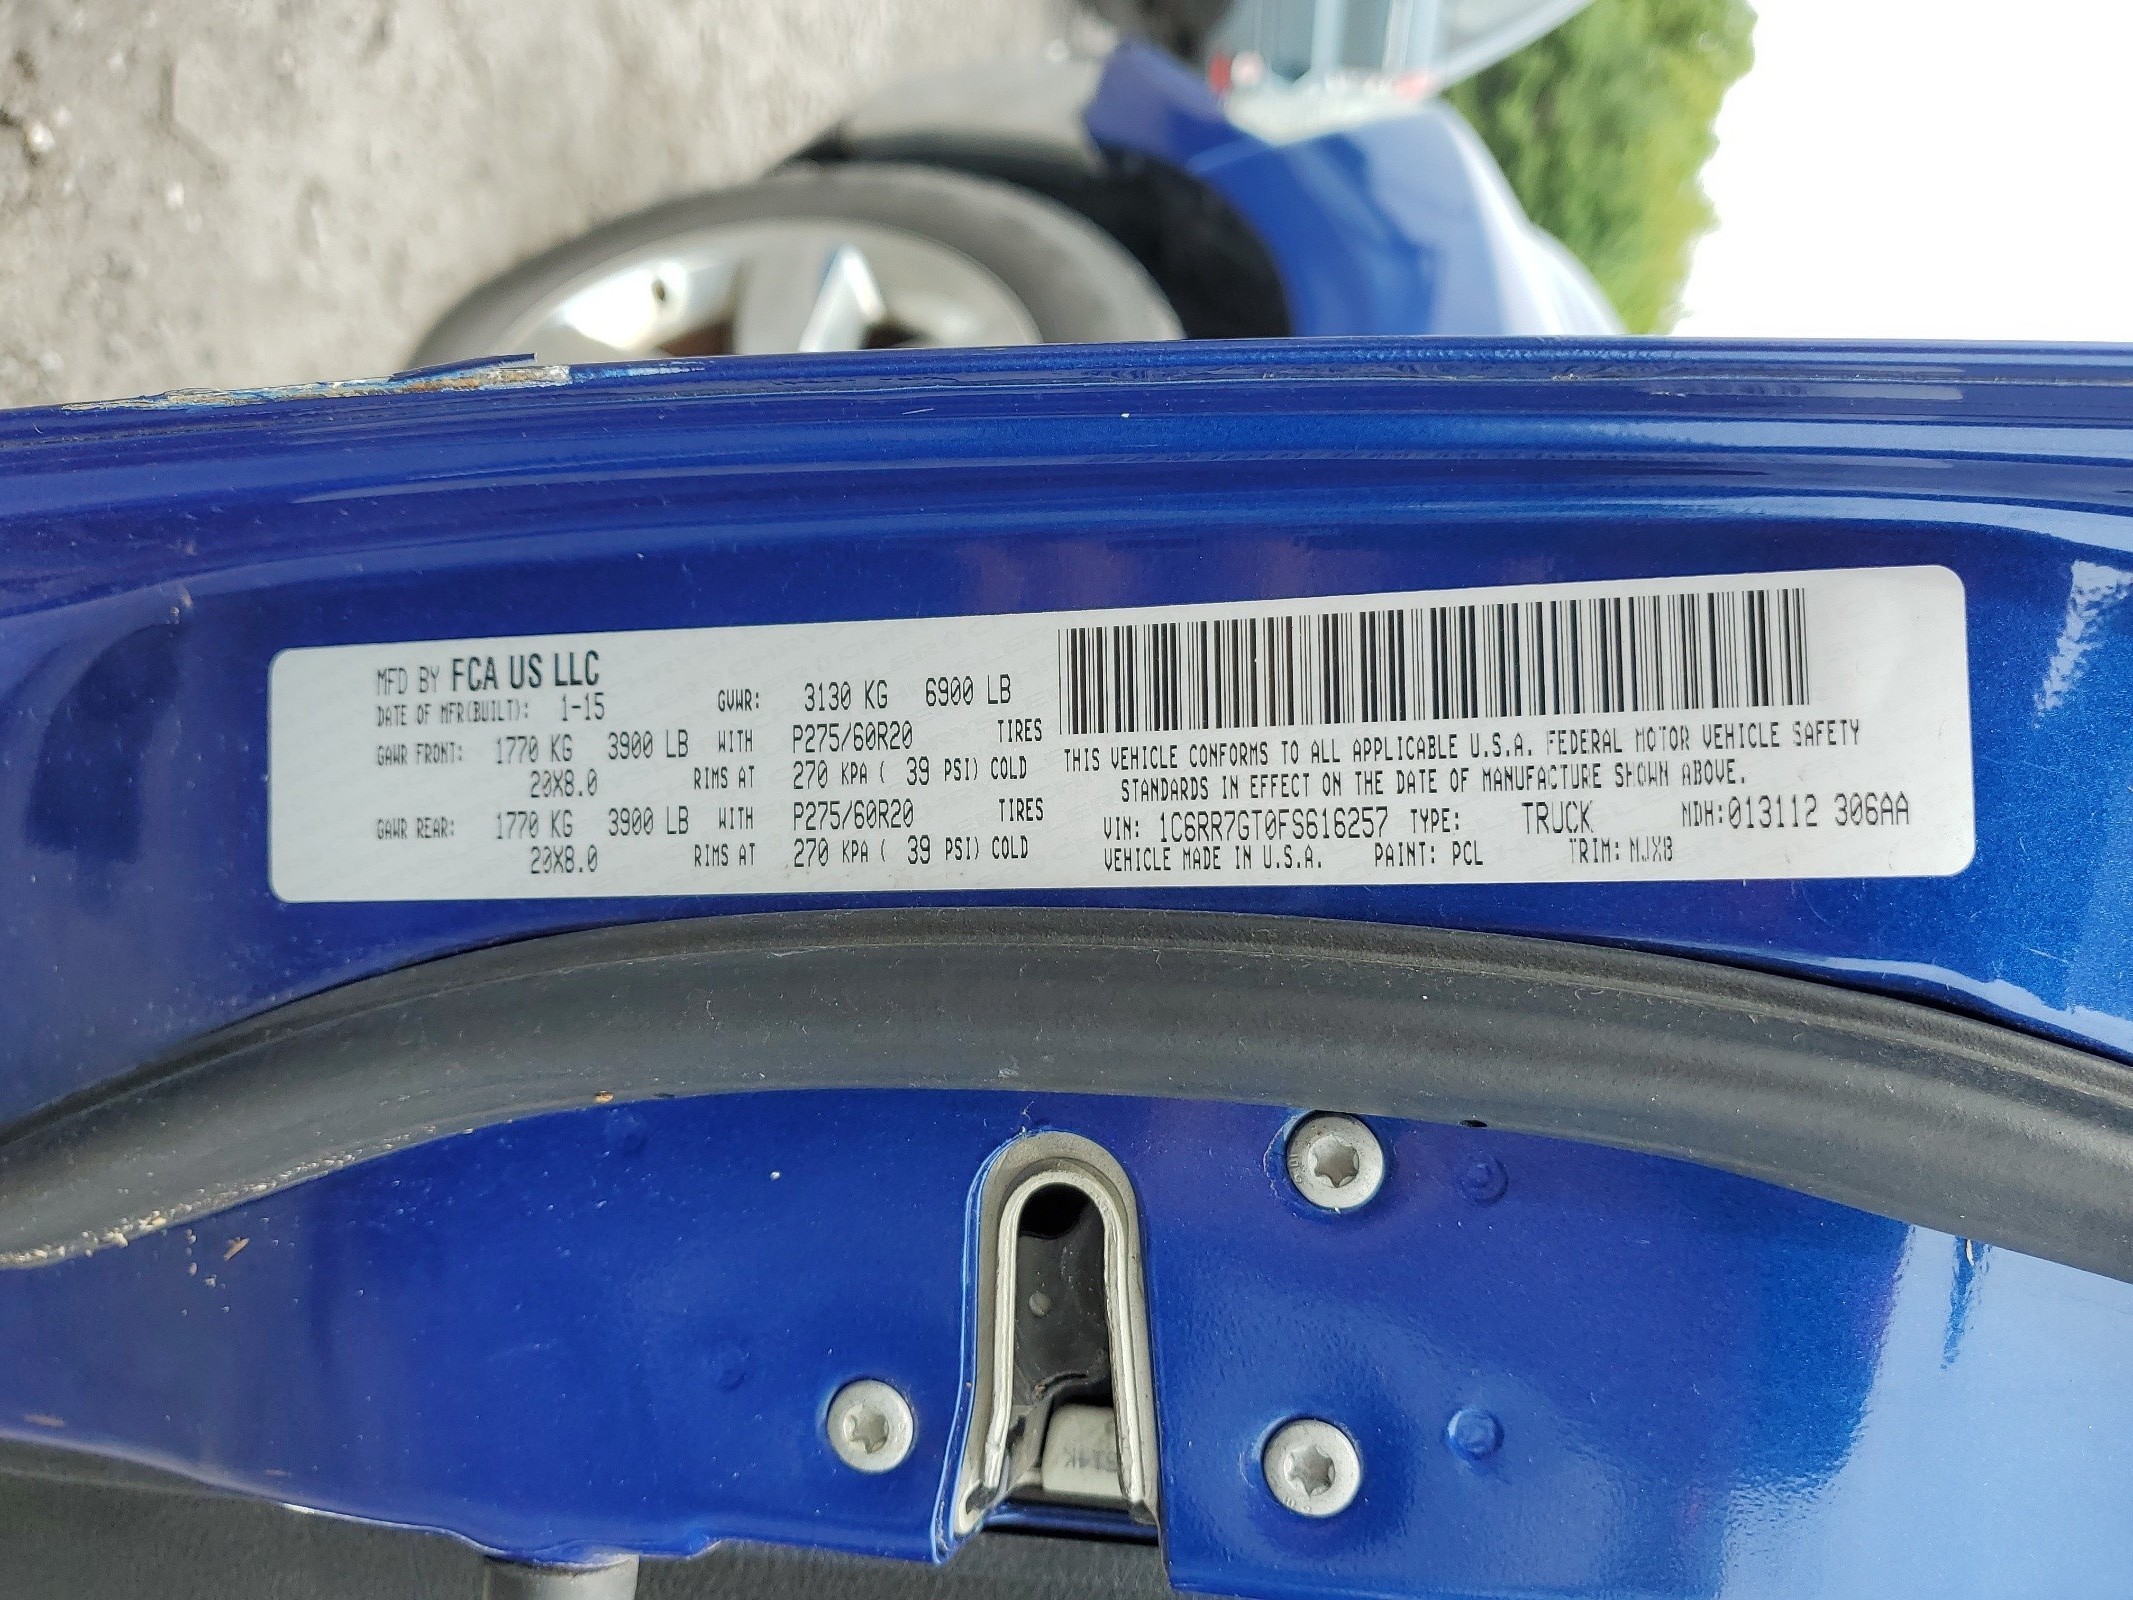 MFD BY FCA US LLC
DATE OF MFR(BUILT): 1-15 GVWR: 3130 KG 6900 LB
GAWR FRONT: 1770 KG 3900 LB WITH P275/60R20 TIRES
20X8.0 RIMS AT 270 KPA ( 39 PSI) COLD
GAWR REAR: 1770 KG 3900 LB WITH P275/60R20 TIRES
20X8.0 RIMS AT 270 KPA ( 39 PSI) COLD
THIS VEHICLE CONFORMS TO ALL APPLICABLE U.S.A. FEDERAL MOTOR VEHICLE SAFETY
STANDARDS IN EFFECT ON THE DATE OF MANUFACTURE SHOWN ABOVE.
VIN: 1C6RR7GT0FS616257 TYPE: TRUCK MDH:013112 306AA
VEHICLE MADE IN U.S.A. PAINT: PCL TRIM: MJX8